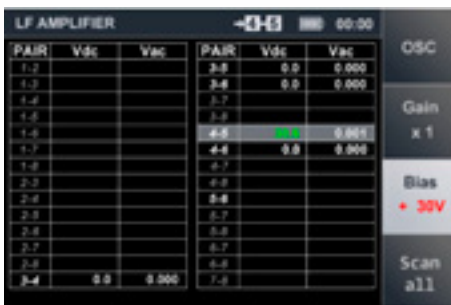 LF AMPLIFIER 4-5 00:00
PAIR Vdc Vac
1-2
1-3
1-4
1-5
1-6
1-7
1-8
2-3
2-4
2-5
2-6
2-7
2-8
3-4 0.0 0.000
PAIR Vdc Vac
3-5 0.0 0.000
3-6 0.0 0.000
3-7
3-8
4-5 0.001
4-6 0.0 0.000
4-7
4-8
5-6
5-7
5-8
6-7
6-8
7-8
OSC
Gain
x 1
Bias
+ 30V
Scan
all